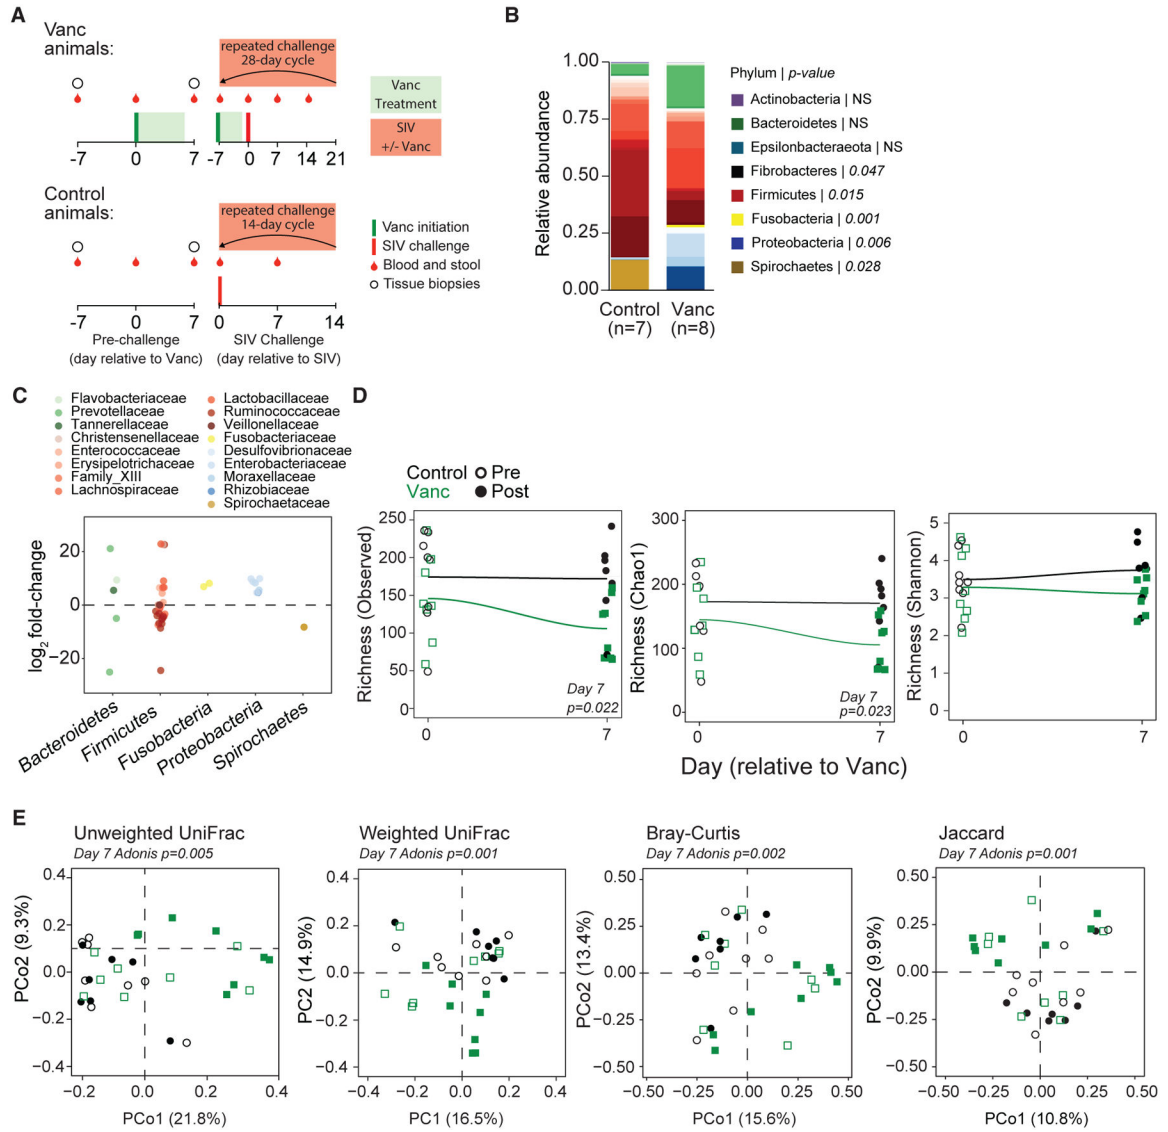 A
Vanc
animals:
repeated challenge
28-day cycle
Vanc
Treatment
SIV
+/- Vanc
-7 0 7 -7 0 7 14 21
Control
animals:
repeated challenge
14-day cycle
Vanc initiation
SIV challenge
Blood and stool
Tissue biopsies
-7 0 7 0 7 14
Pre-challenge
(day relative to Vanc)
SIV Challenge
(day relative to SIV)
B
Relative abundance
1.00
0.75
0.50
0.25
0.00
Control
(n=7)
Vanc
(n=8)
Phylum | p-value
Actinobacteria | NS
Bacteroidetes | NS
Epsilonbacteraeota | NS
Fibrobacteres | 0.047
Firmicutes | 0.015
Fusobacteria | 0.001
Proteobacteria | 0.006
Spirochaetes | 0.028
C
Flavobacteriaceae
Prevotellaceae
Tannerellaceae
Christensenellaceae
Enterococcaceae
Erysipelotrichaceae
Family_XIII
Lachnospiraceae
Lactobacillaceae
Ruminococcaceae
Veillonellaceae
Fusobacteriaceae
Desulfovibrionaceae
Enterobacteriaceae
Moraxellaceae
Rhizobiaceae
Spirochaetaceae
log2 fold-change
20
0
−20
Bacteroidetes
Firmicutes
Fusobacteria
Proteobacteria
Spirochaetes
D
Control Pre
Vanc Post
Richness (Observed)
250
200
150
100
50
0
Day 7
p=0.022
0 7
Richness (Chao1)
300
200
100
0
Day 7
p=0.023
0 7
Richness (Shannon)
5
4
3
2
1
0
0 7
Day (relative to Vanc)
E
Unweighted UniFrac
Day 7 Adonis p=0.005
PCo2 (9.3%)
0.4
0.2
0.0
−0.2
−0.4
−0.2 0.0 0.2 0.4
PCo1 (21.8%)
Weighted UniFrac
Day 7 Adonis p=0.001
PC2 (14.9%)
0.4
0.2
0.0
−0.2
−0.4
−0.4 −0.2 0.0 0.2 0.4
PC1 (16.5%)
Bray-Curtis
Day 7 Adonis p=0.002
PCo2 (13.4%)
0.50
0.25
0.00
−0.25
−0.50
−0.50 −0.25 0.00 0.25 0.50
PCo1 (15.6%)
Jaccard
Day 7 Adonis p=0.001
PCo2 (9.9%)
0.50
0.25
0.00
−0.25
−0.50
−0.50 −0.25 0.00 0.25 0.50
PCo1 (10.8%)